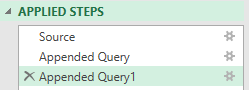 APPLIED STEPS
Source
Appended Query
Appended Query1